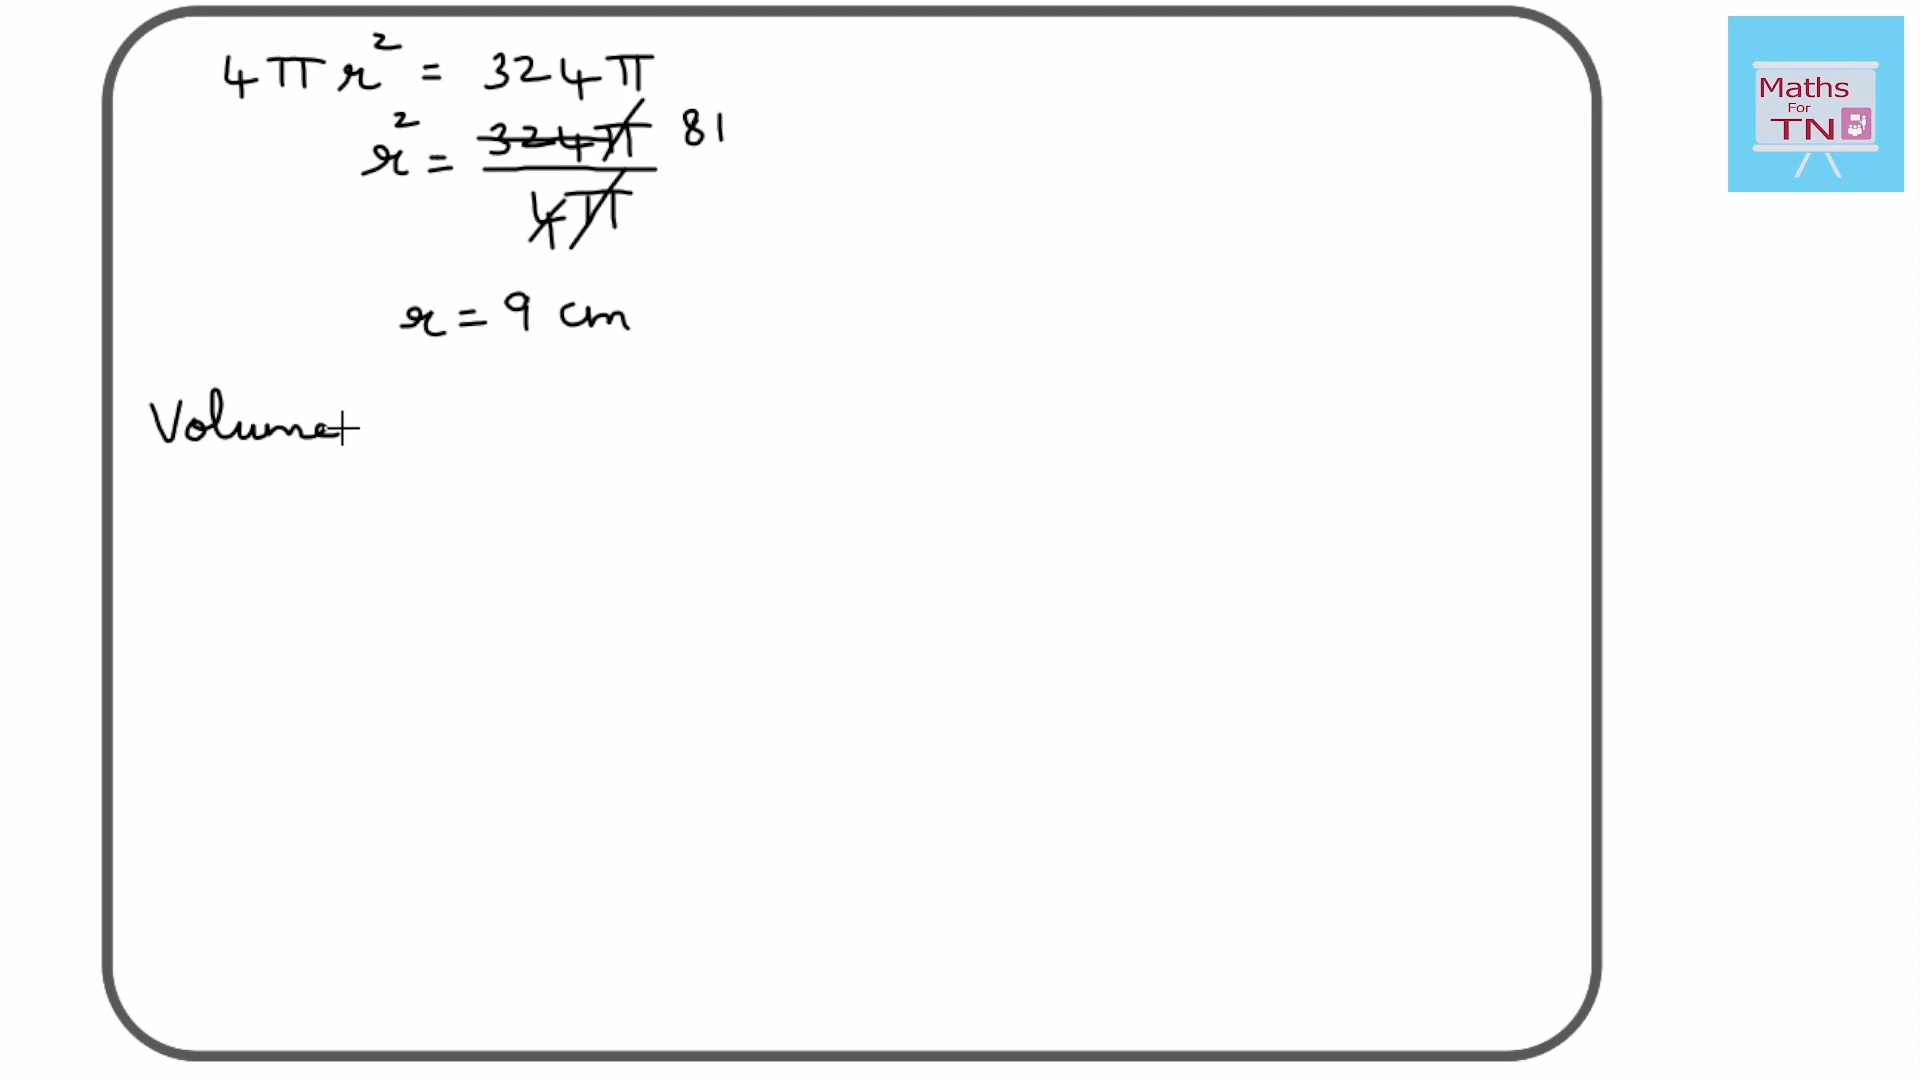 4πr² = 324π
r² = 324π/4π 81
r = 9 cm
Volume
Maths
For
TN